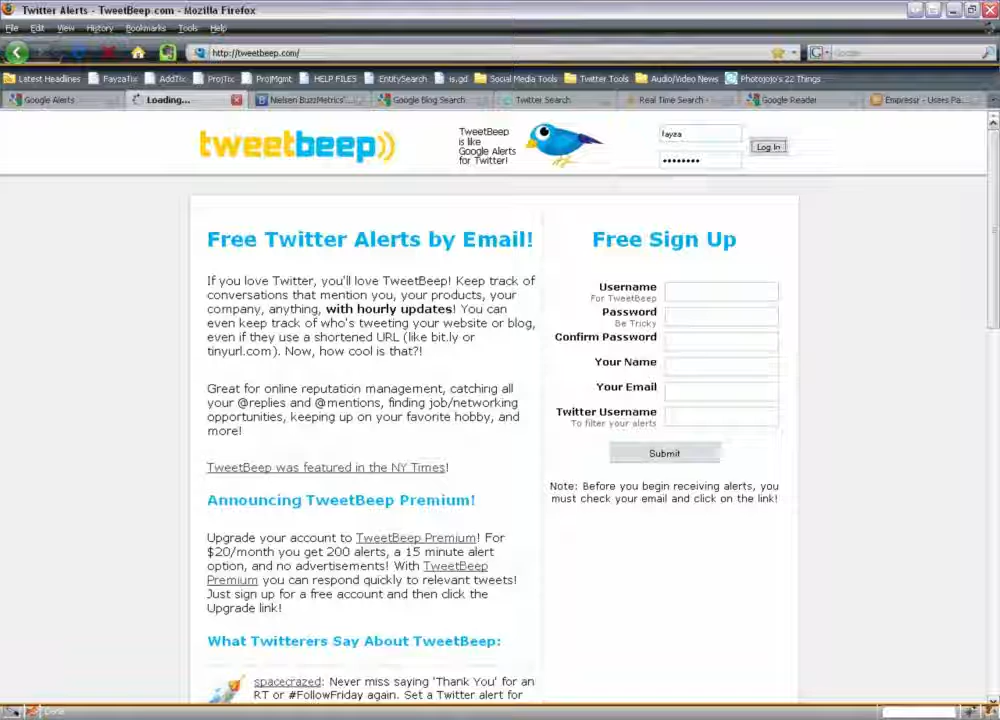 Twitter Alerts - TweetBeep.com - Mozilla Firefox
File Edit View History Bookmarks Tools Help
http://tweetbeep.com/
Latest Headlines FayzaTix AddTix ProjTix ProjMgmt HELP FILES EntitySearch is.gd Social Media Tools Twitter Tools Audio/Video News Photojojo's 22 Things
Google Alerts Loading... Nielsen BuzzMetrics'... Google Blog Search Twitter Search Real Time Search - Google Reader Empressr - Users Pa...
tweetbeep
TweetBeep
is like
Google Alerts
for Twitter!
fayza
Log In
Free Twitter Alerts by Email!
If you love Twitter, you'll love TweetBeep! Keep track of
conversations that mention you, your products, your
company, anything, with hourly updates! You can
even keep track of who's tweeting your website or blog,
even if they use a shortened URL (like bit.ly or
tinyurl.com). Now, how cool is that?!
Great for online reputation management, catching all
your @replies and @mentions, finding job/networking
opportunities, keeping up on your favorite hobby, and
more!
TweetBeep was featured in the NY Times!
Announcing TweetBeep Premium!
Upgrade your account to TweetBeep Premium! For
$20/month you get 200 alerts, a 15 minute alert
option, and no advertisements! With TweetBeep
Premium you can respond quickly to relevant tweets!
Just sign up for a free account and then click the
Upgrade link!
What Twitterers Say About TweetBeep:
spacecrazed: Never miss saying 'Thank You' for an
RT or #FollowFriday again. Set a Twitter alert for
Free Sign Up
Username
For TweetBeep
Password
Be Tricky
Confirm Password
Your Name
Your Email
Twitter Username
To filter your alerts
Submit
Note: Before you begin receiving alerts, you
must check your email and click on the link!
Done